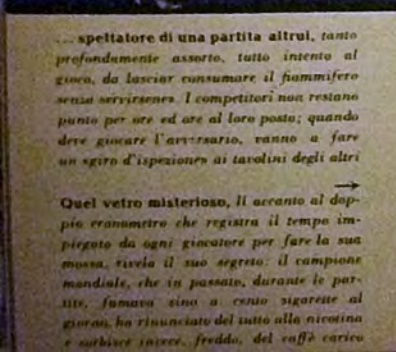 ... spettatore di una partita altrui, tanto
profondamente assorto, tutto intento al
gioco, da lasciar consumare il fiammifero
senza servirsene. I competitori non restano
punto per ore ed ore al loro posto; quando
deve giocare l'avversario, vanno a fare
un «giro d'ispezione» ai tavolini degli altri
→
Quel vetro misterioso, lì accanto al dop-
pio cronometro che registra il tempo im-
piegato da ogni giocatore per fare la sua
mossa, rivela il suo segreto: il campione
mondiale, che in passato, durante le par-
tite, fumava sino a cento sigarette al
giorno, ha rinunciato del tutto alla nicotina
e sorbisce invece, freddo, del caffè carico